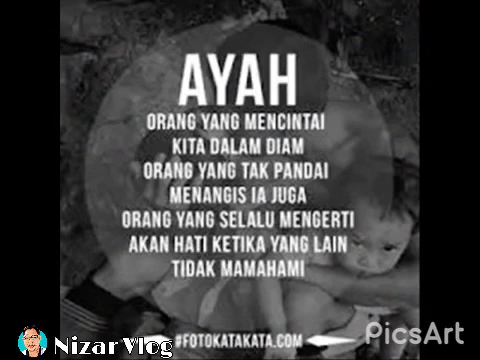 AYAH
ORANG YANG MENCINTAI
KITA DALAM DIAM
ORANG YANG TAK PANDAI
MENANGIS IA JUGA
ORANG YANG SELALU MENGERTI
AKAN HATI KETIKA YANG LAIN
TIDAK MAMAHAMI
#FOTOKATAKATA.COM
PicsArt
Nizar Vlog